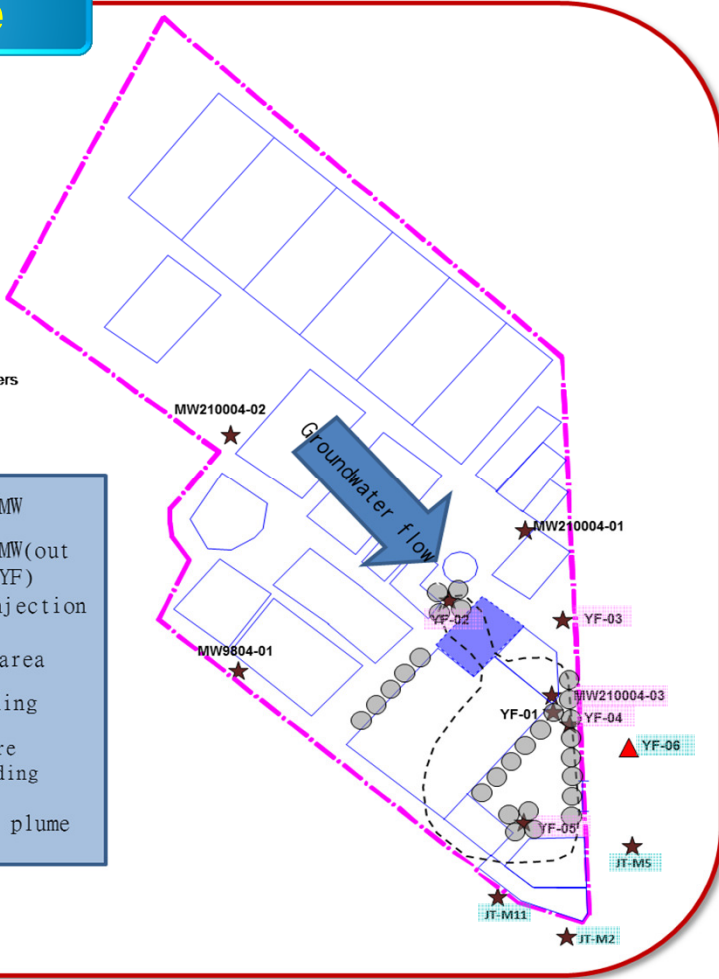 e
ers
MW210004-02
Groundwater flow
MW
MW(out
YF)
njection
area
ing
re
ding
plume
MW210004-01
YF-02
YF-03
MW9804-01
MW210004-03
YF-01
YF-04
YF-06
YF-05
JT-M5
JT-M11
JT-M2